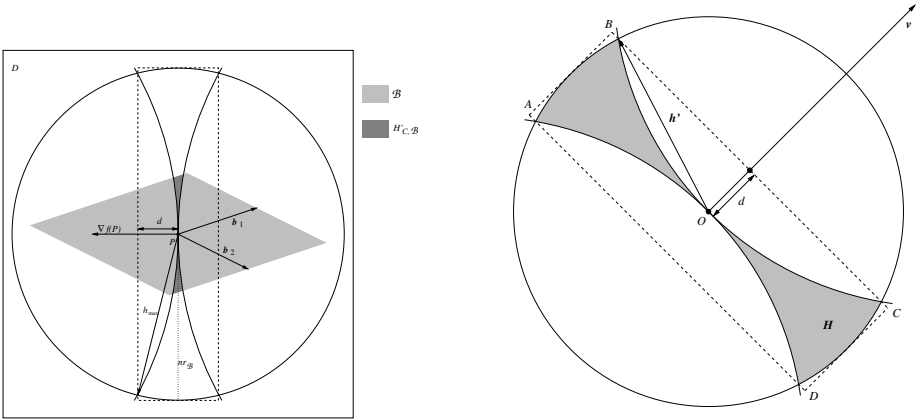 D
ℬ
H'C,ℬ
∇f(P)
d
b1
P
b2
hmax
nrℬ
B
v
A
h'
d
O
H
C
D